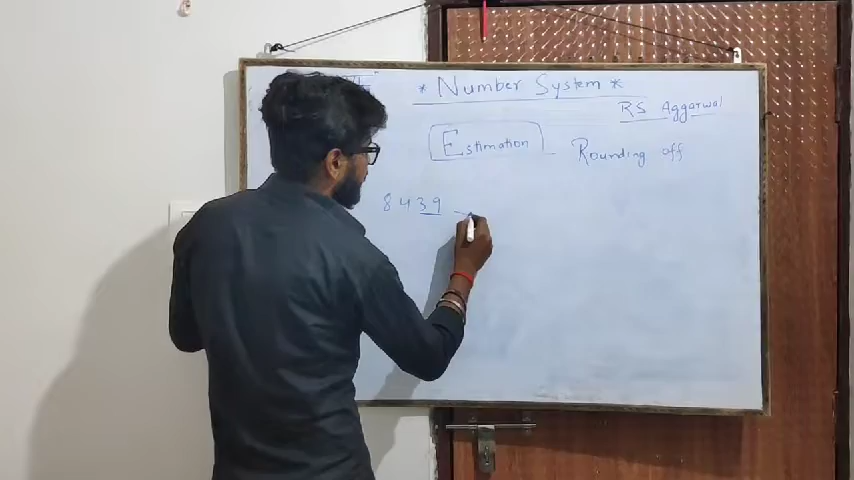 * Number System *
RS Aggarwal
Estimation Rounding off
8439